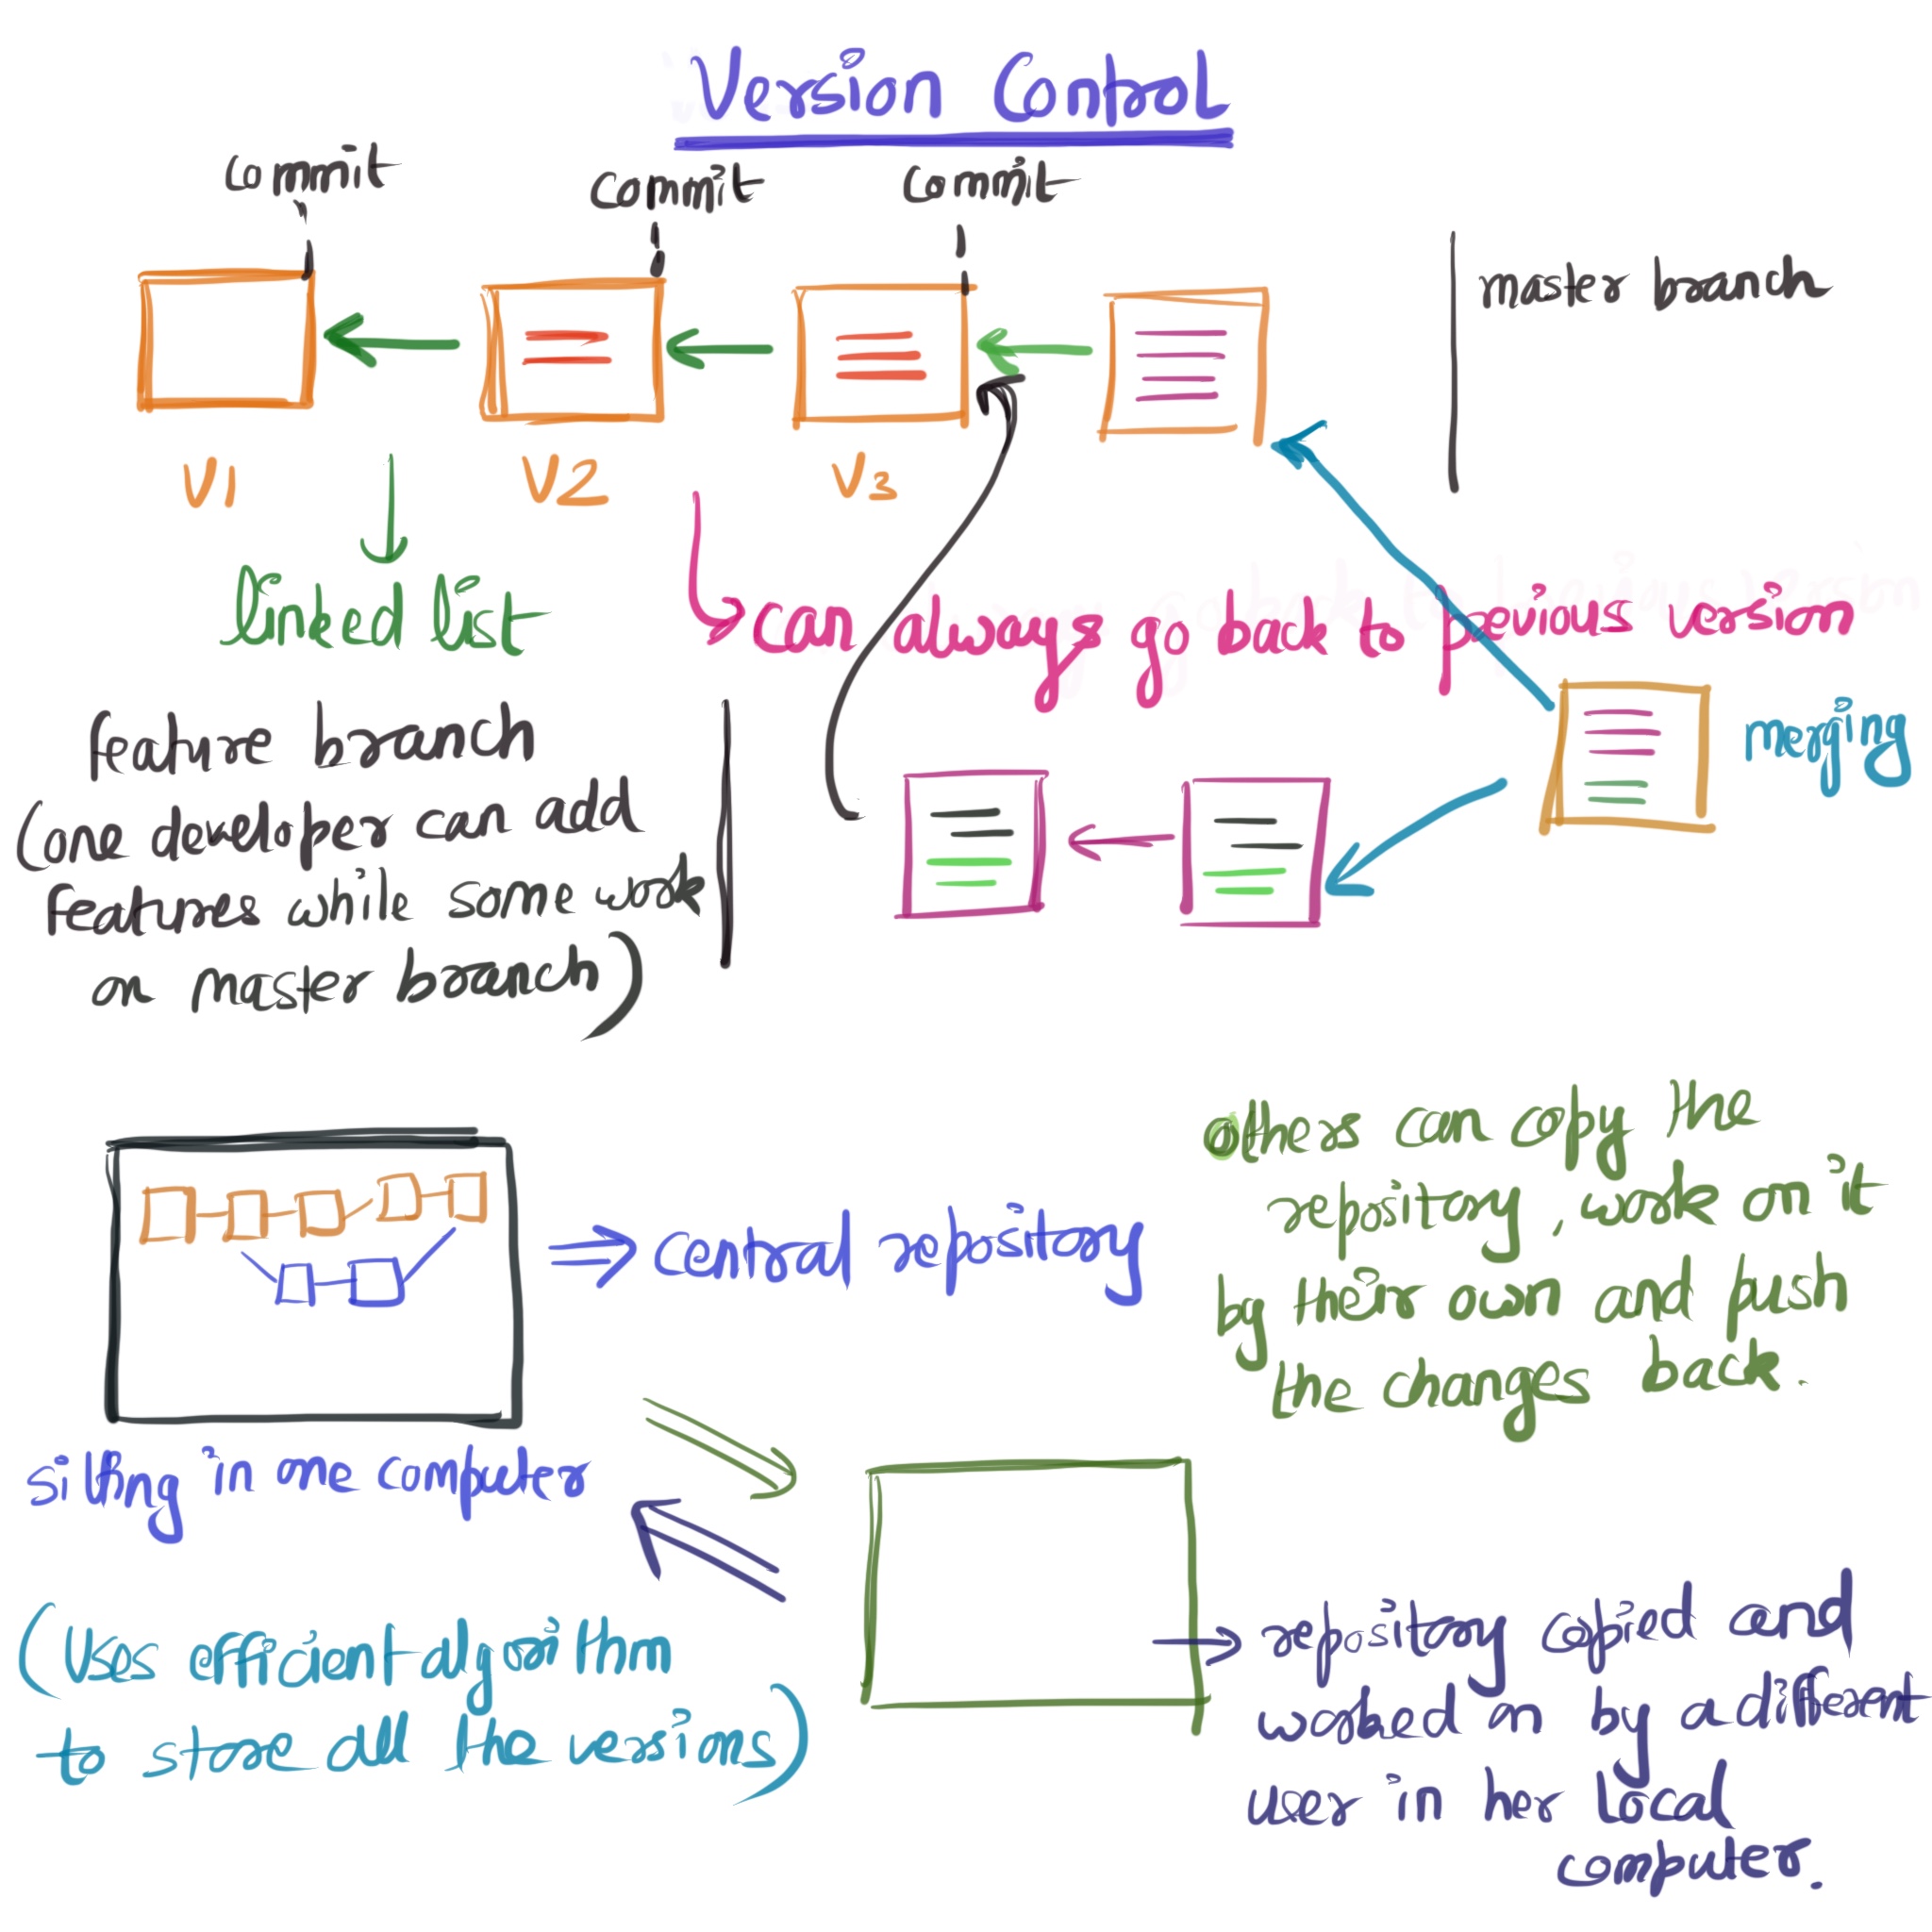 Version Control
commit
commit
commit
master branch
V1
V2
V3
linked list
can always go back to previous version
feature branch
(one developer can add
features while some work
on master branch)
merging
others can copy the
repository, work on it
by their own and push
the changes back.
central repository
sitting in one computer
(Uses efficient algorithm
to store all the versions)
repository copied and
worked on by a different
user in her local
computer.